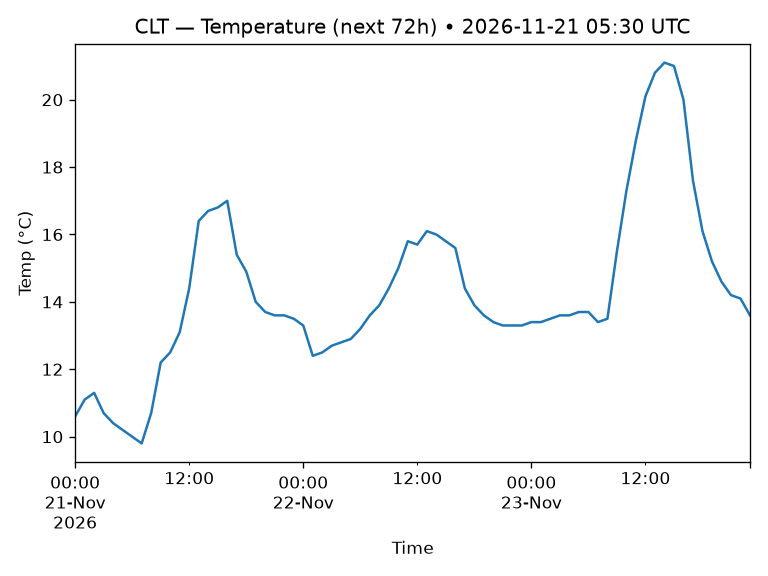 CLT — Temperature (next 72h) • 2026-11-21 05:30 UTC
Temp (°C)
20
18
16
14
12
10
00:00 12:00 00:00 12:00 00:00 12:00
21-Nov 22-Nov 23-Nov
2026
Time